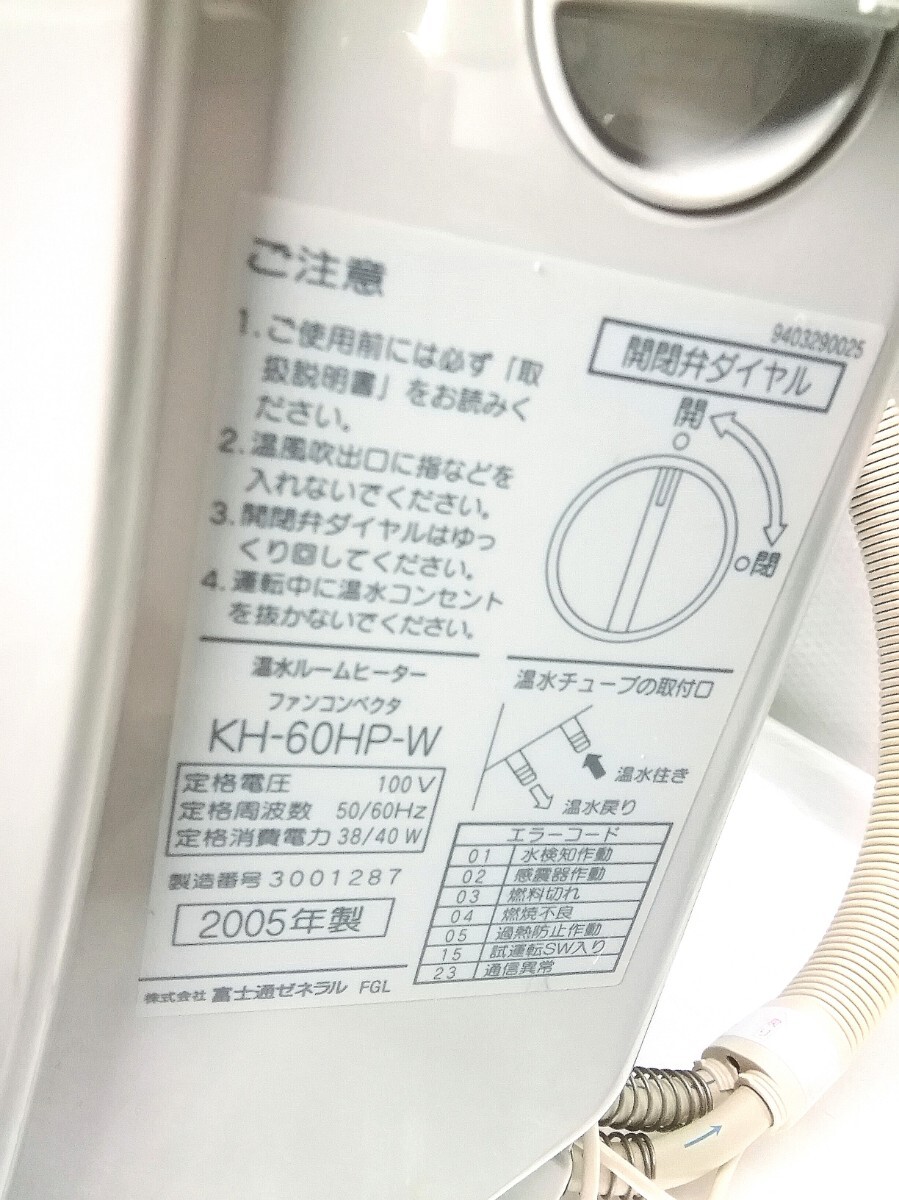 ご注意
1.ご使用前には必ず「取
扱説明書」をお読みく
ださい。
2.温風吹出口に指などを
入れないでください。
3.開閉弁ダイヤルはゆっ
くり回してください。
4.運転中に温水コンセント
を抜かないでください。
9403290025
開閉弁ダイヤル
開
閉
温水ルームヒーター
ファンコンベクタ
KH-60HP-W
定格電圧 100V
定格周波数 50/60Hz
定格消費電力 38/40W
製造番号 3001287
2005年製
株式会社 富士通ゼネラル FGL
温水チューブの取付口
温水往き
温水戻り
エラーコード
01 水検知作動
02 感震器作動
03 燃料切れ
04 燃焼不良
05 過熱防止作動
15 試運転SW入り
23 通信異常